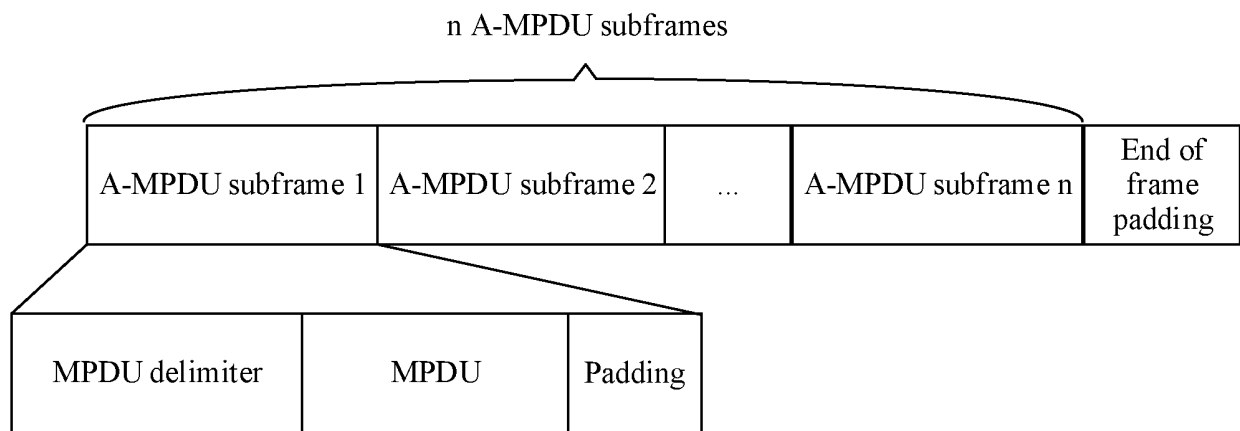 n A-MPDU subframes
A-MPDU subframe 1
A-MPDU subframe 2
...
A-MPDU subframe n
End of
frame
padding
MPDU delimiter
MPDU
Padding